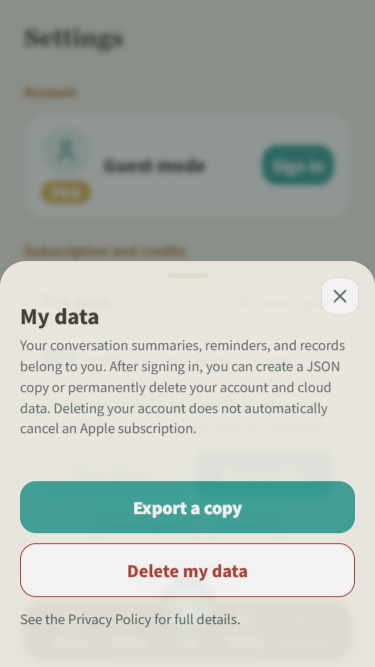 Settings
Account
Guest mode
Sign in
Subscription and credits
My data
Your conversation summaries, reminders, and records
belong to you. After signing in, you can create a JSON
copy or permanently delete your account and cloud
data. Deleting your account does not automatically
cancel an Apple subscription.
Export a copy
Delete my data
See the Privacy Policy for full details.